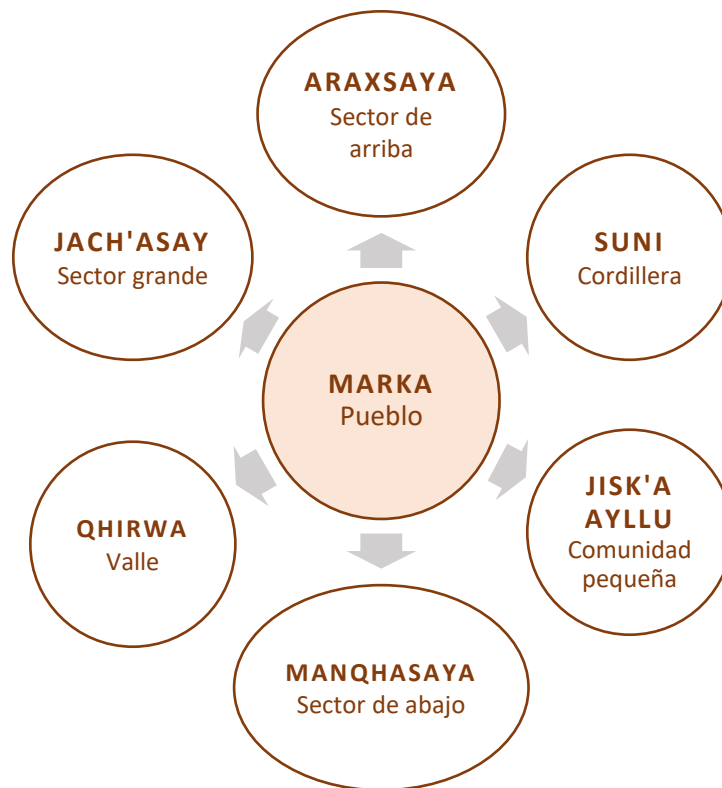 ARAXSAYA
Sector de
arriba
JACH'ASAY
Sector grande
SUNI
Cordillera
MARKA
Pueblo
QHIRWA
Valle
JISK'A
AYLLU
Comunidad
pequeña
MANQHASAYA
Sector de abajo